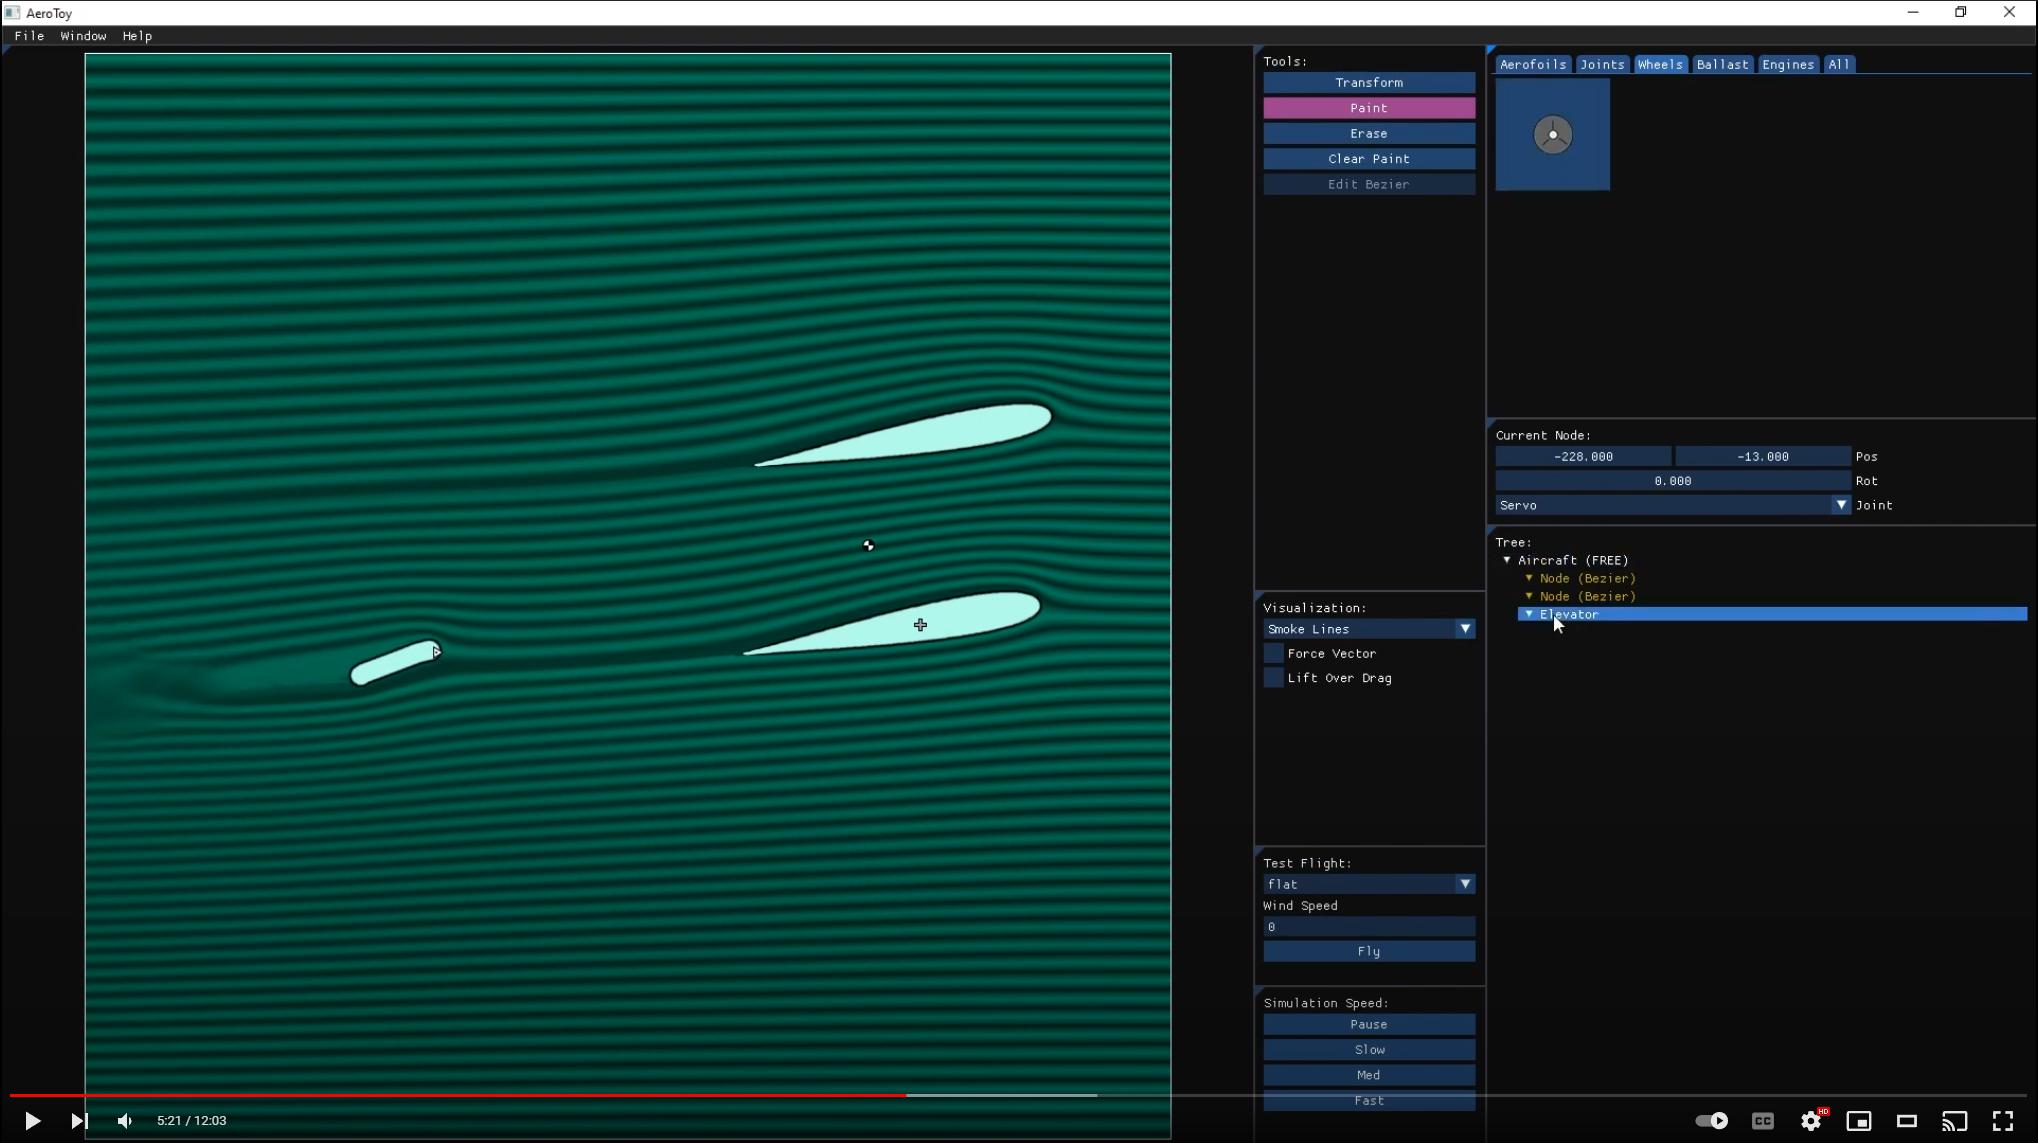 AeroToy
File Window Help
Tools:
Transform
Paint
Erase
Clear Paint
Edit Bezier
Aerofoils Joints Wheels Ballast Engines All
Current Node:
-228.000 -13.000 Pos
0.000 Rot
Servo Joint
Tree:
Aircraft (FREE)
Node (Bezier)
Node (Bezier)
Elevator
Visualization:
Smoke Lines
Force Vector
Lift Over Drag
Test Flight:
flat
Wind Speed
0
Fly
Simulation Speed:
Pause
Slow
Med
Fast
5:21 / 12:03
CC
HD